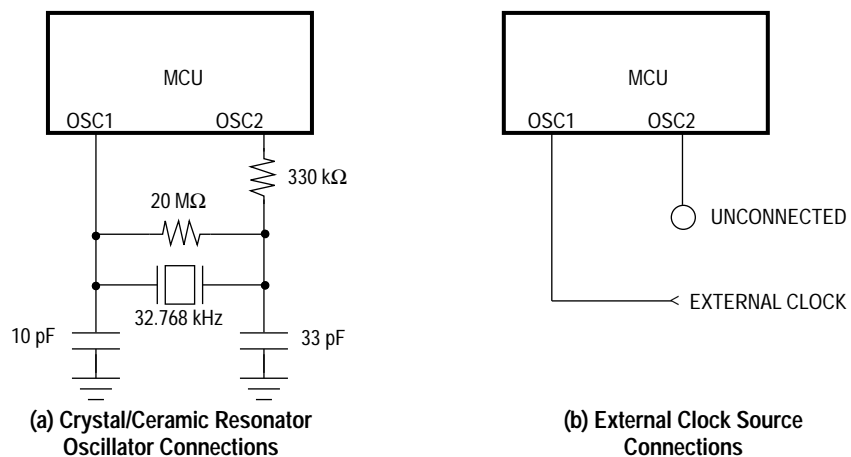 MCU
OSC1
OSC2
330 kΩ
20 MΩ
32.768 kHz
10 pF
33 pF
(a) Crystal/Ceramic Resonator
Oscillator Connections
MCU
OSC1
OSC2
UNCONNECTED
EXTERNAL CLOCK
(b) External Clock Source
Connections